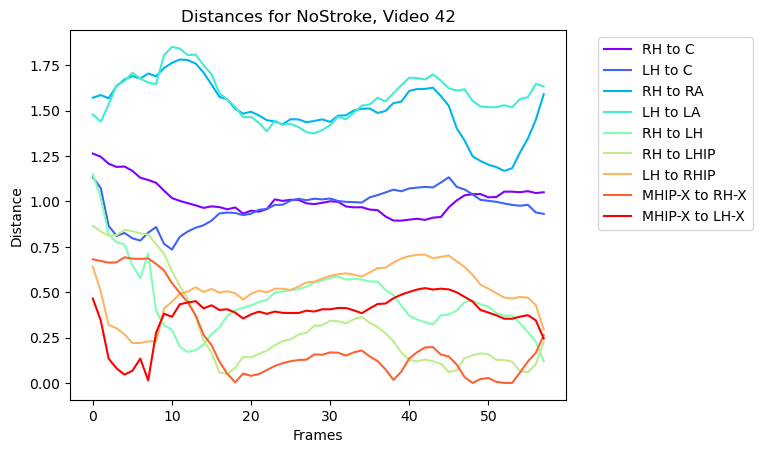 Distances for NoStroke, Video 42
Distance
1.75
1.50
1.25
1.00
0.75
0.50
0.25
0.00
0
10
20
30
40
50
Frames
RH to C
LH to C
RH to RA
LH to LA
RH to LH
RH to LHIP
LH to RHIP
MHIP-X to RH-X
MHIP-X to LH-X